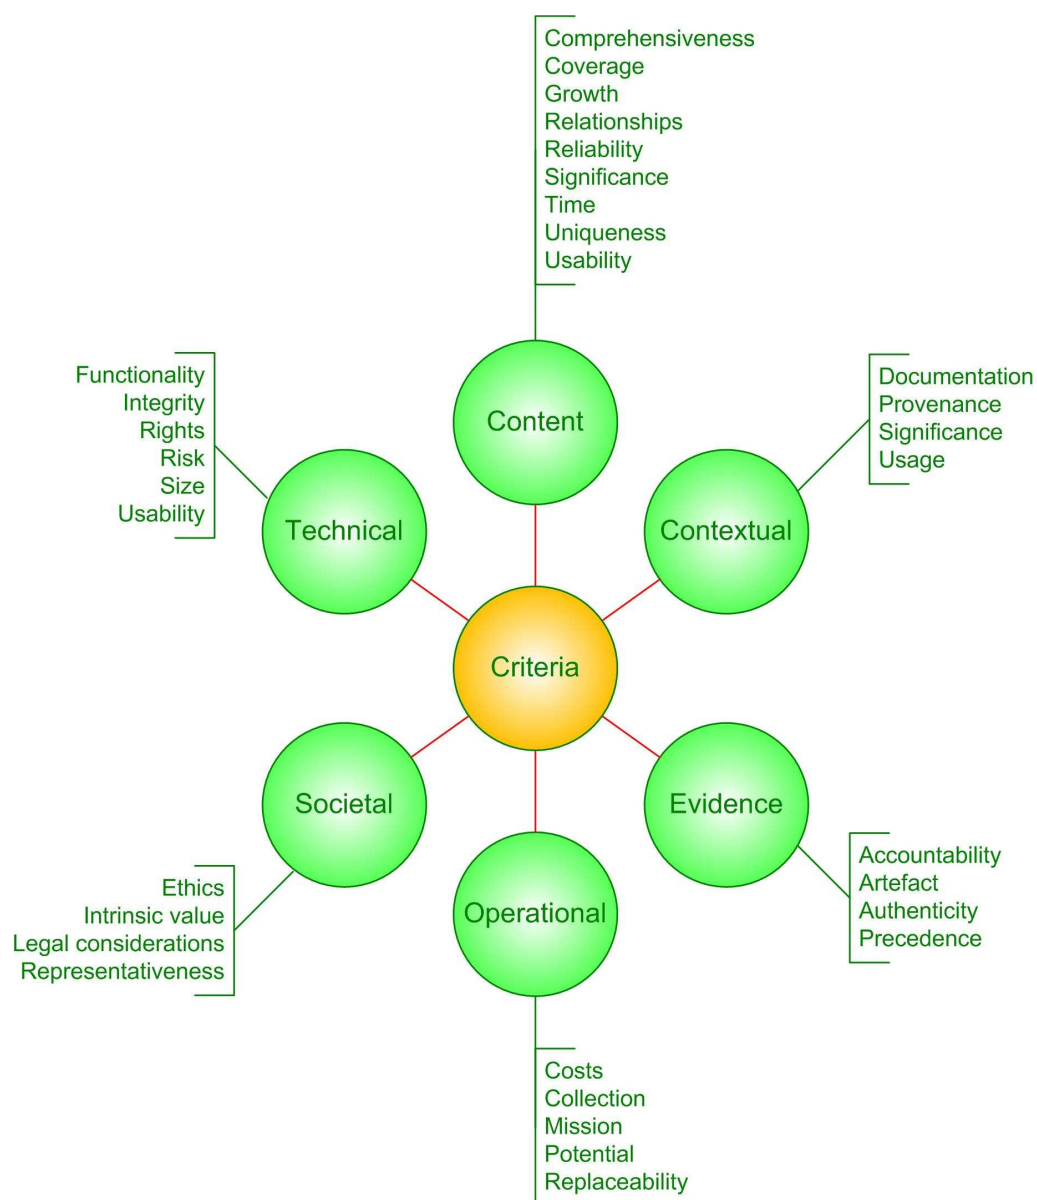 Comprehensiveness
Coverage
Growth
Relationships
Reliability
Significance
Time
Uniqueness
Usability
Content
Functionality
Integrity
Rights
Risk
Size
Usability
Technical
Documentation
Provenance
Significance
Usage
Contextual
Criteria
Societal
Ethics
Intrinsic value
Legal considerations
Representativeness
Evidence
Accountability
Artefact
Authenticity
Precedence
Operational
Costs
Collection
Mission
Potential
Replaceability